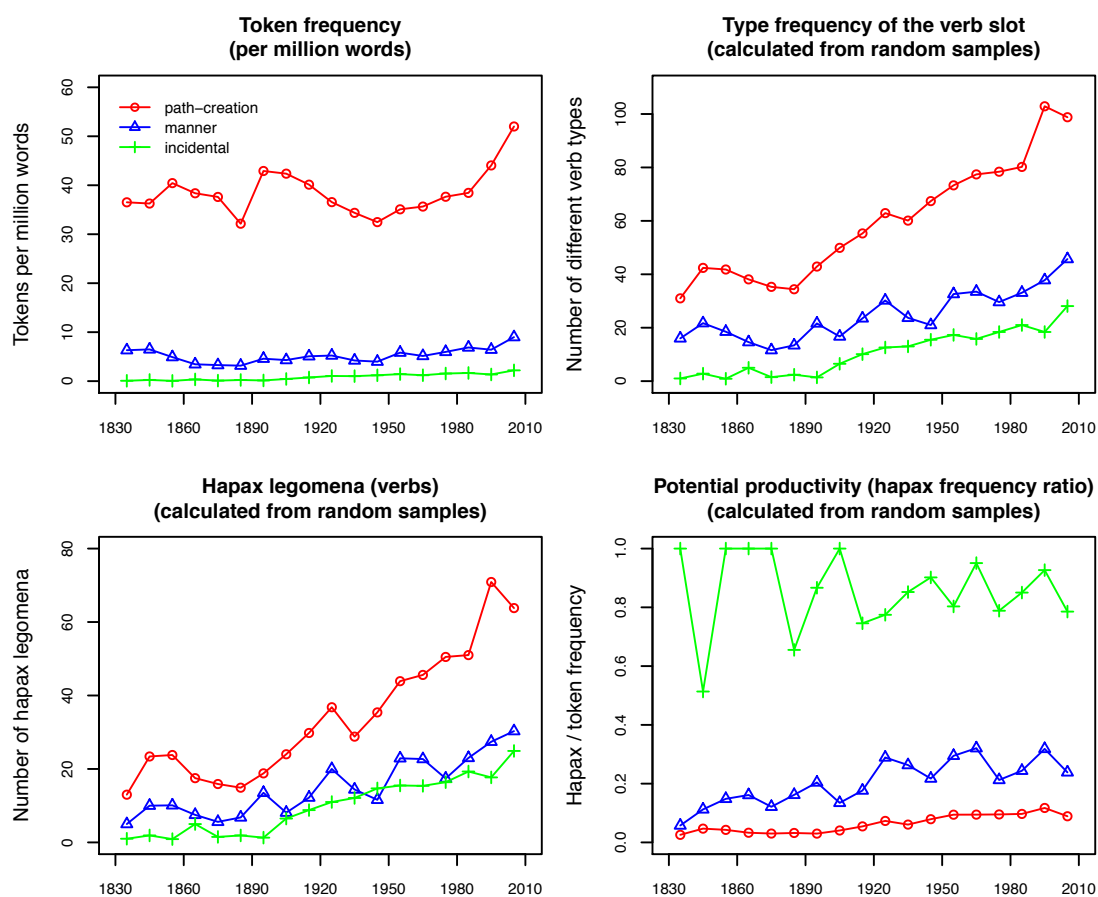 Token frequency
(per million words)
Tokens per million words
60
50
40
30
20
10
0
path−creation
manner
incidental
1830 1860 1890 1920 1950 1980 2010
Type frequency of the verb slot
(calculated from random samples)
Number of different verb types
100
80
60
40
20
0
1830 1860 1890 1920 1950 1980 2010
Hapax legomena (verbs)
(calculated from random samples)
Number of hapax legomena
80
60
40
20
0
1830 1860 1890 1920 1950 1980 2010
Potential productivity (hapax frequency ratio)
(calculated from random samples)
Hapax / token frequency
1.0
0.8
0.6
0.4
0.2
0.0
1830 1860 1890 1920 1950 1980 2010